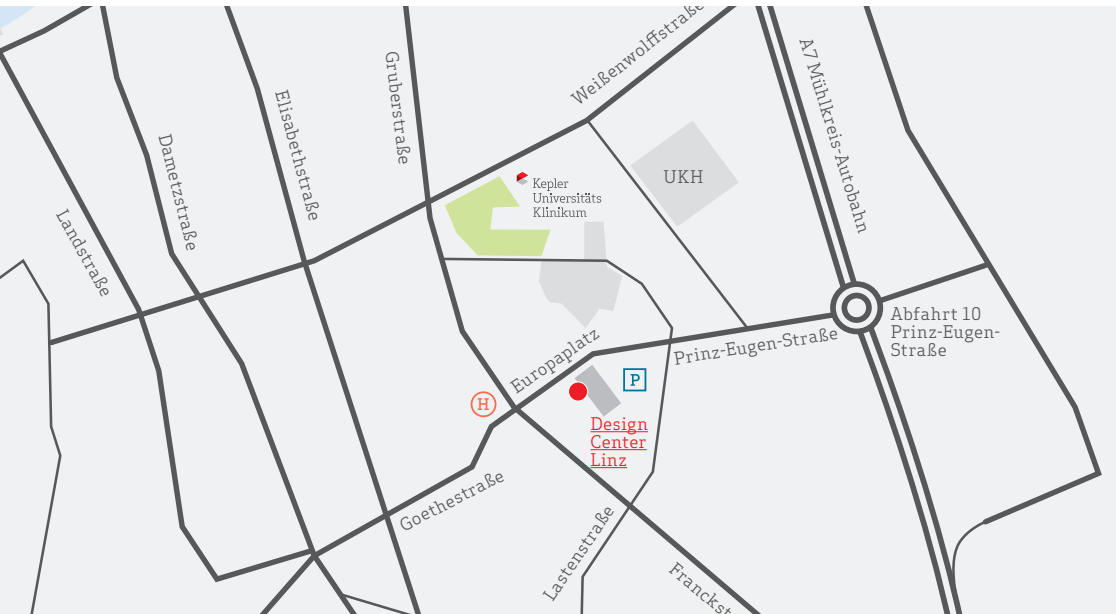 Weißenwolffstraße
A7 Mühlkreis-Autobahn
Gruberstraße
Elisabethstraße
Dametzstraße
Landstraße
Kepler
Universitäts
Klinikum
UKH
Abfahrt 10
Prinz-Eugen-
Straße
Prinz-Eugen-Straße
Europaplatz
P
H
Design
Center
Linz
Goethestraße
Lastenstraße
Franckst